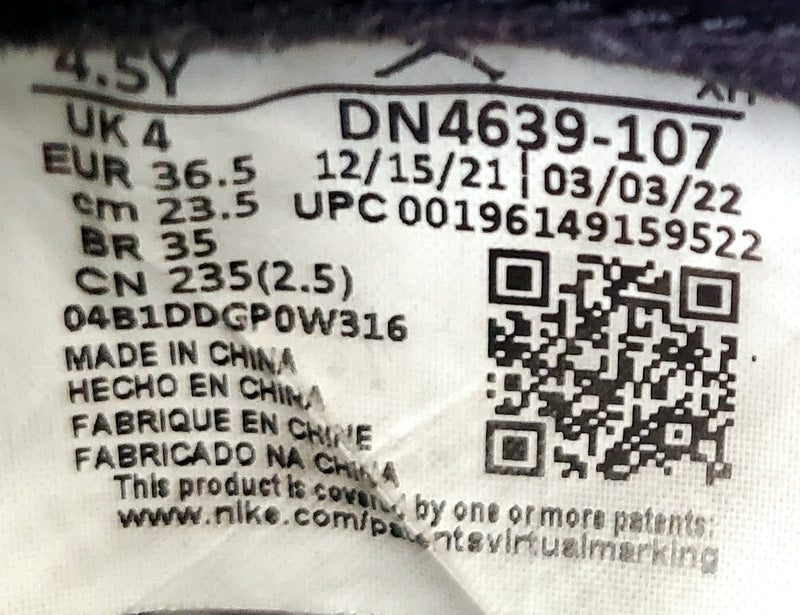 4.5Y
XH
UK 4
DN4639-107
EUR 36.5
12/15/21 | 03/03/22
cm 23.5
UPC 00196149159522
BR 35
CN 235(2.5)
04B1DDGP0W316
MADE IN CHINA
HECHO EN CHINA
FABRIQUE EN CHINE
FABRICADO NA CHINA
This product is covered by one or more patents:
www.nike.com/patentsvirtualmarking